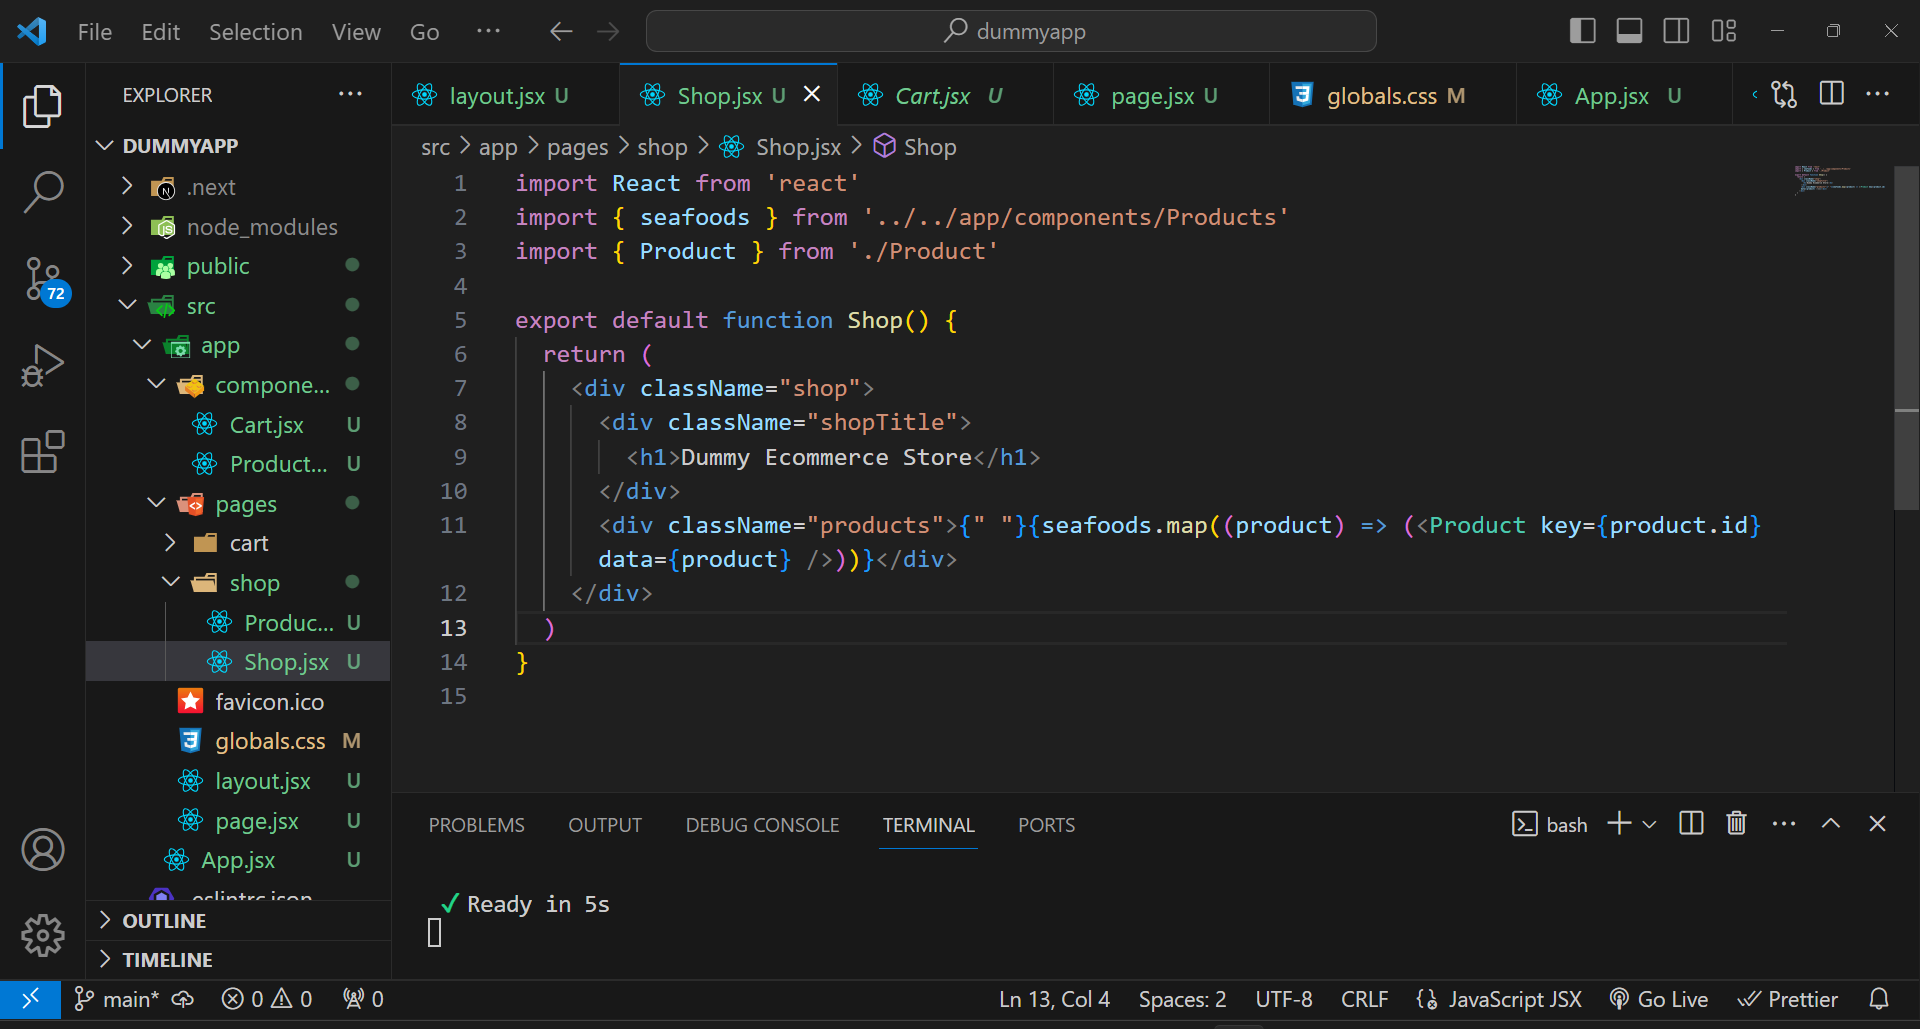 File Edit Selection View Go ··· dummyapp
EXPLORER ···
DUMMYAPP
.next
node_modules
public
src
app
compone...
Cart.jsx U
Product... U
pages
cart
shop
Produc... U
Shop.jsx U
favicon.ico
globals.css M
layout.jsx U
page.jsx U
App.jsx U
.eslintrc.json
OUTLINE
TIMELINE
72
layout.jsx U Shop.jsx U Cart.jsx U page.jsx U globals.css M App.jsx U
src > app > pages > shop > Shop.jsx > Shop
1 import React from 'react'
2 import { seafoods } from '../../app/components/Products'
3 import { Product } from './Product'
4
5 export default function Shop() {
6 return (
7 <div className="shop">
8 <div className="shopTitle">
9 <h1>Dummy Ecommerce Store</h1>
10 </div>
11 <div className="products">{" "}{seafoods.map((product) => (<Product key={product.id}
data={product} />))}</div>
12 </div>
13 )
14 }
15
PROBLEMS OUTPUT DEBUG CONSOLE TERMINAL PORTS bash
✓ Ready in 5s
main* 0 0 0 Ln 13, Col 4 Spaces: 2 UTF-8 CRLF JavaScript JSX Go Live Prettier